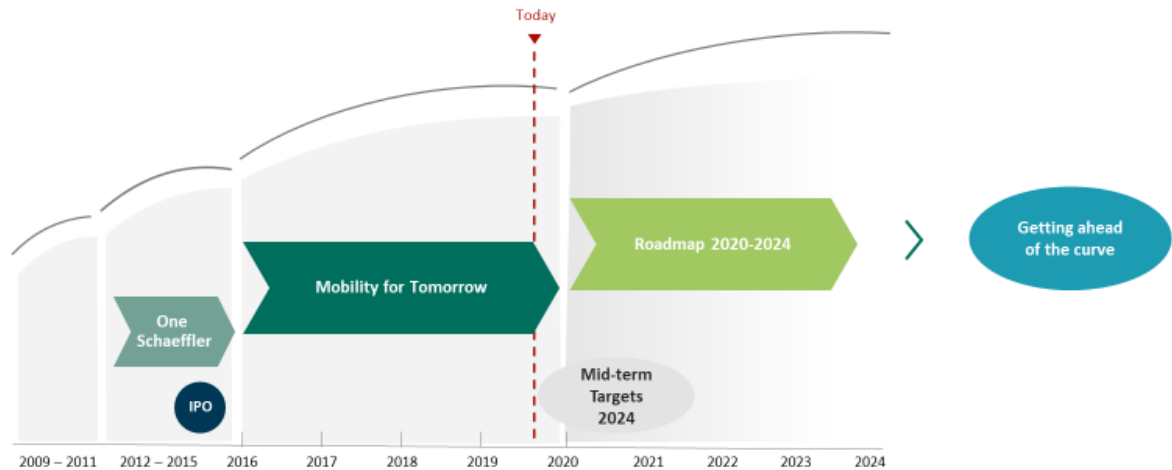 Today
Roadmap 2020-2024
Getting ahead
of the curve
Mobility for Tomorrow
One
Schaeffler
IPO
Mid-term
Targets
2024
2009 – 2011
2012 – 2015
2016
2017
2018
2019
2020
2021
2022
2023
2024